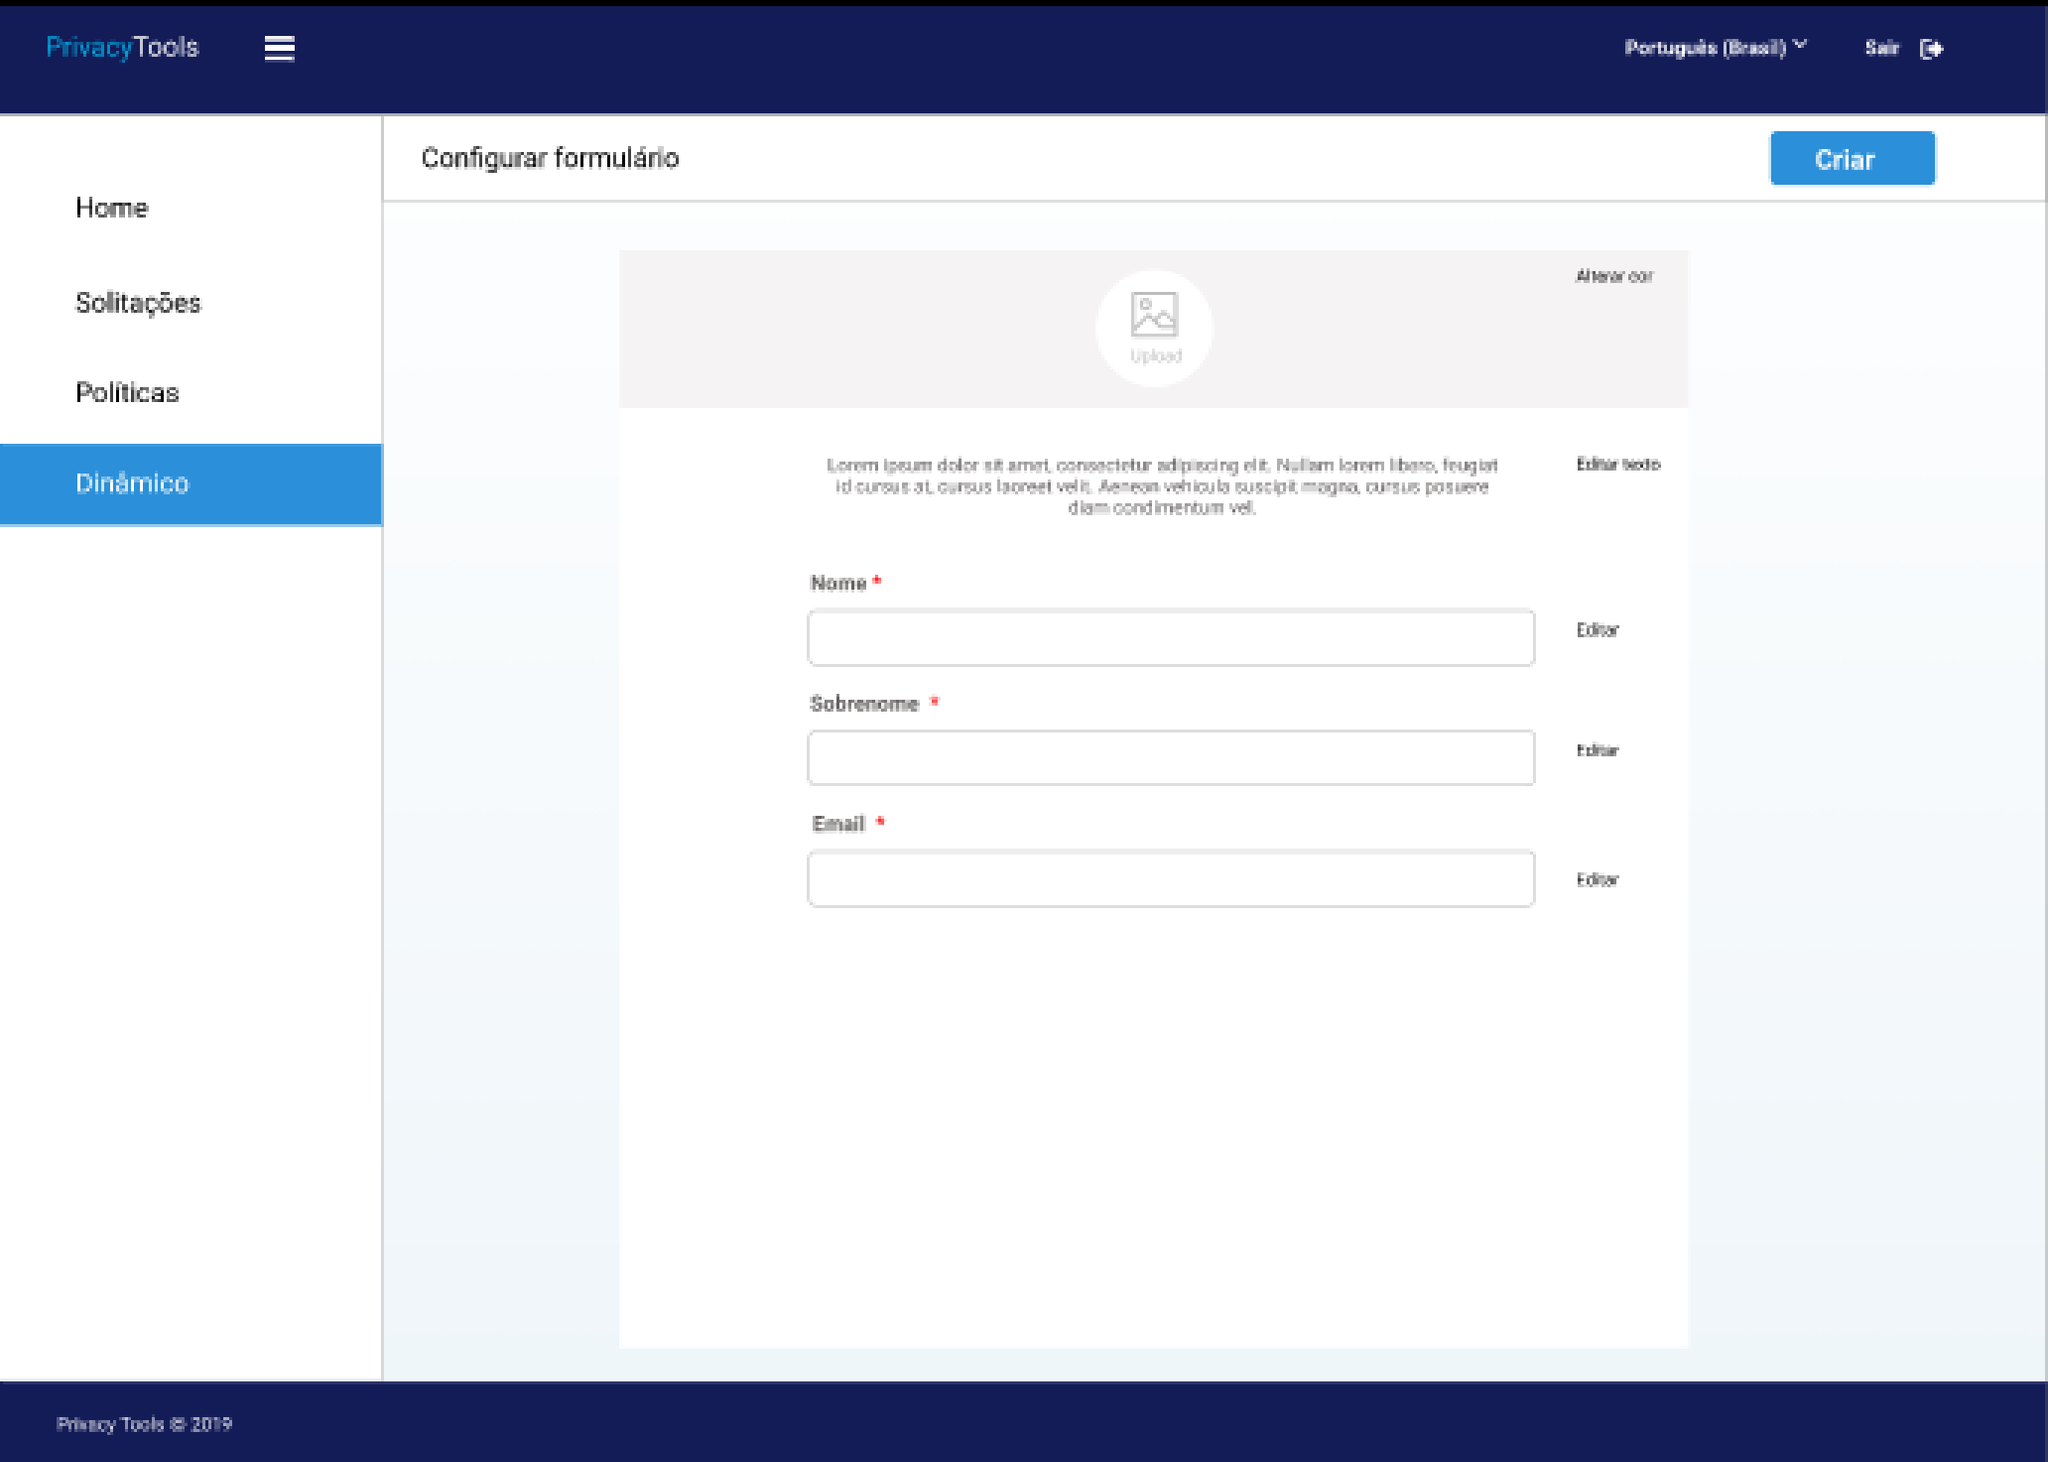 PrivacyTools
Português (Brasil)
Sair
Configurar formulário
Criar
Home
Solitações
Políticas
Dinâmico
Alterar cor
Upload
Lorem ipsum dolor sit amet, consectetur adipiscing elit. Nullam lorem libero, feugiat
id cursus at, cursus laoreet velit. Aenean vehicula suscipit magna, cursus posuere
diam condimentum vel.
Editar texto
Nome *
Editar
Sobrenome *
Editar
Email *
Editar
Privacy Tools © 2019